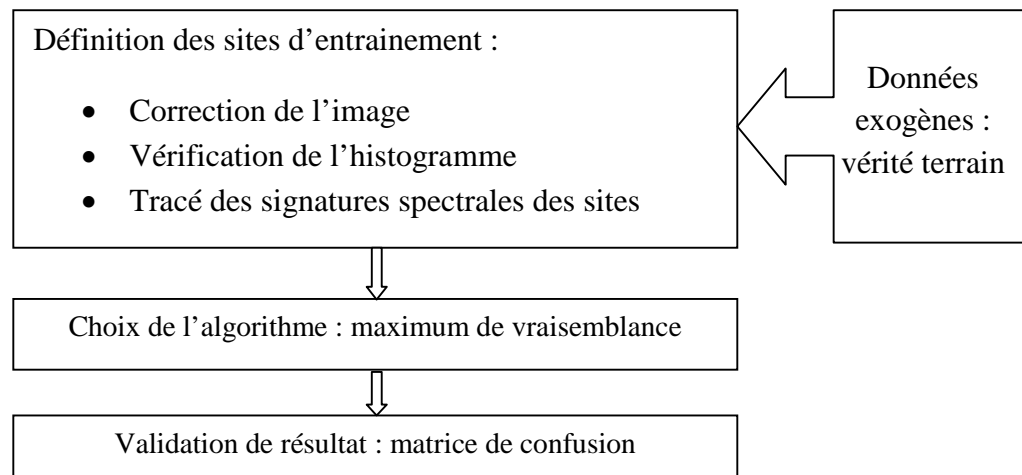 Définition des sites d’entrainement :
• Correction de l’image
• Vérification de l’histogramme
• Tracé des signatures spectrales des sites
Données
exogènes :
vérité terrain
Choix de l’algorithme : maximum de vraisemblance
Validation de résultat : matrice de confusion